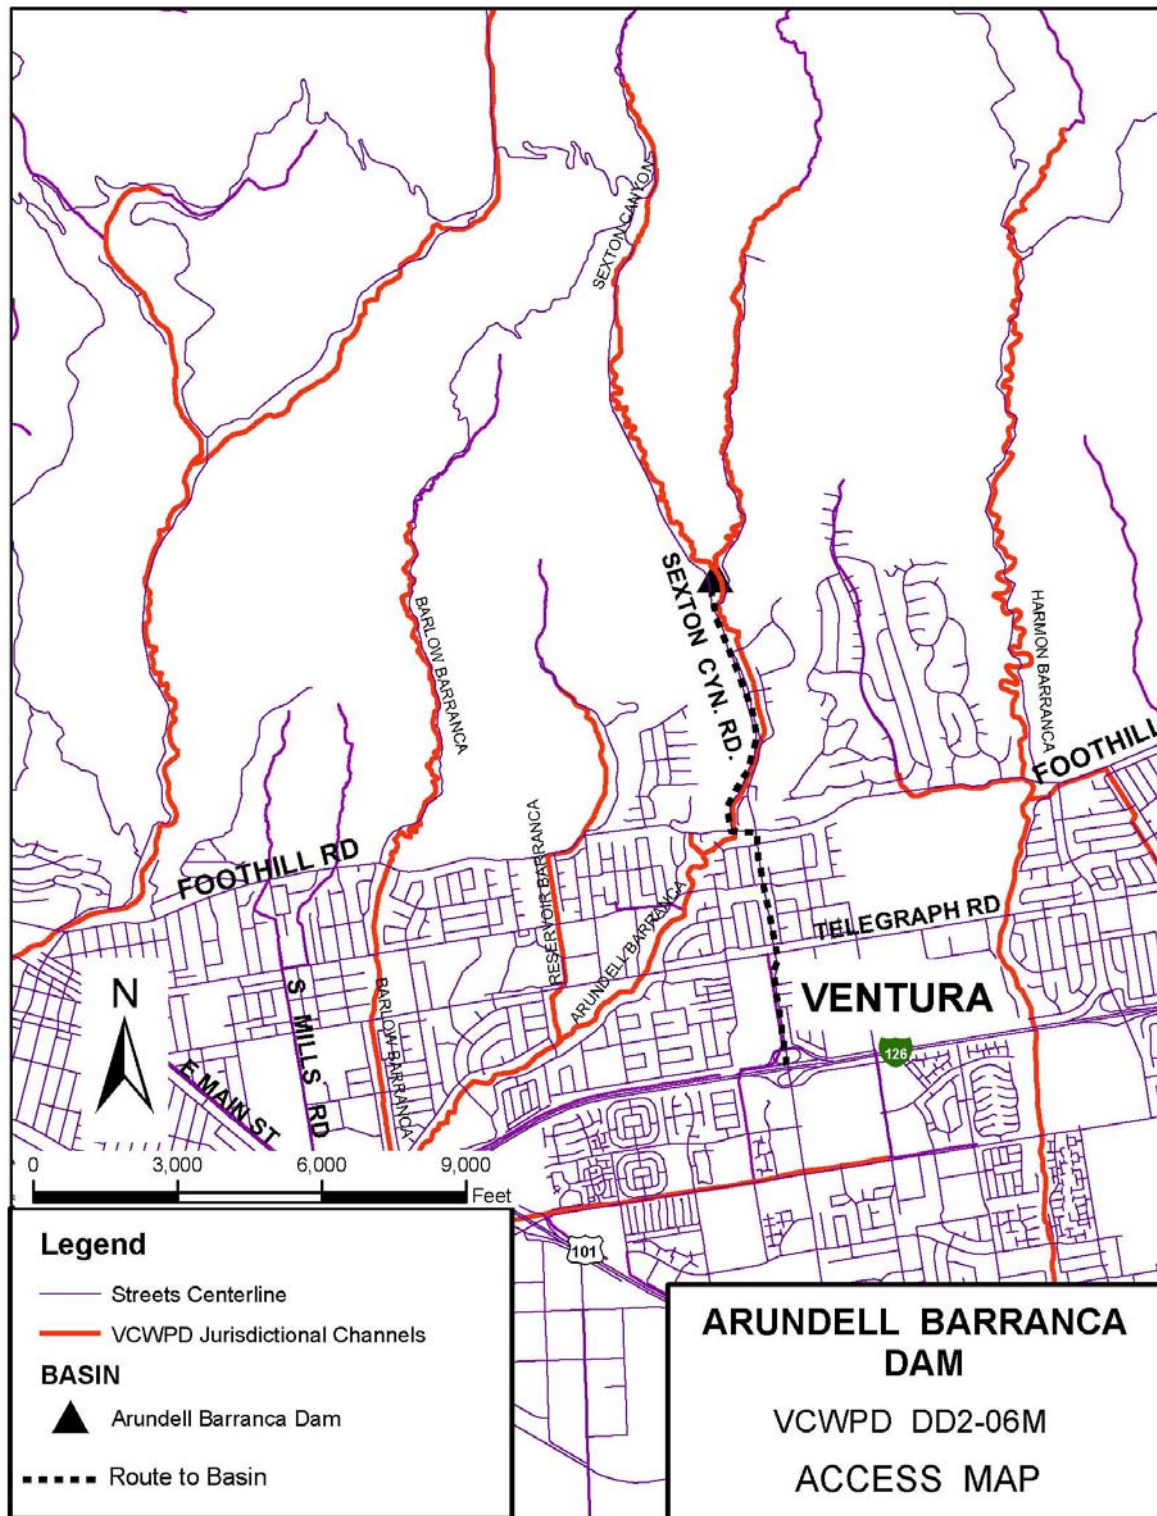 SEXTON CANYON
SEXTON CYN. RD.
BARLOW BARRANCA
HARMON BARRANCA
FOOTHILL
RESERVOIR BARRANCA
FOOTHILL RD
ARUNDELL BARRANCA
TELEGRAPH RD
N
S MILLS RD
BARLOW BARRANCA
VENTURA
126
E MAIN ST
0 3,000 6,000 9,000
Feet
101
Legend
Streets Centerline
VCWPD Jurisdictional Channels
BASIN
Arundell Barranca Dam
Route to Basin
ARUNDELL BARRANCA
DAM
VCWPD DD2-06M
ACCESS MAP